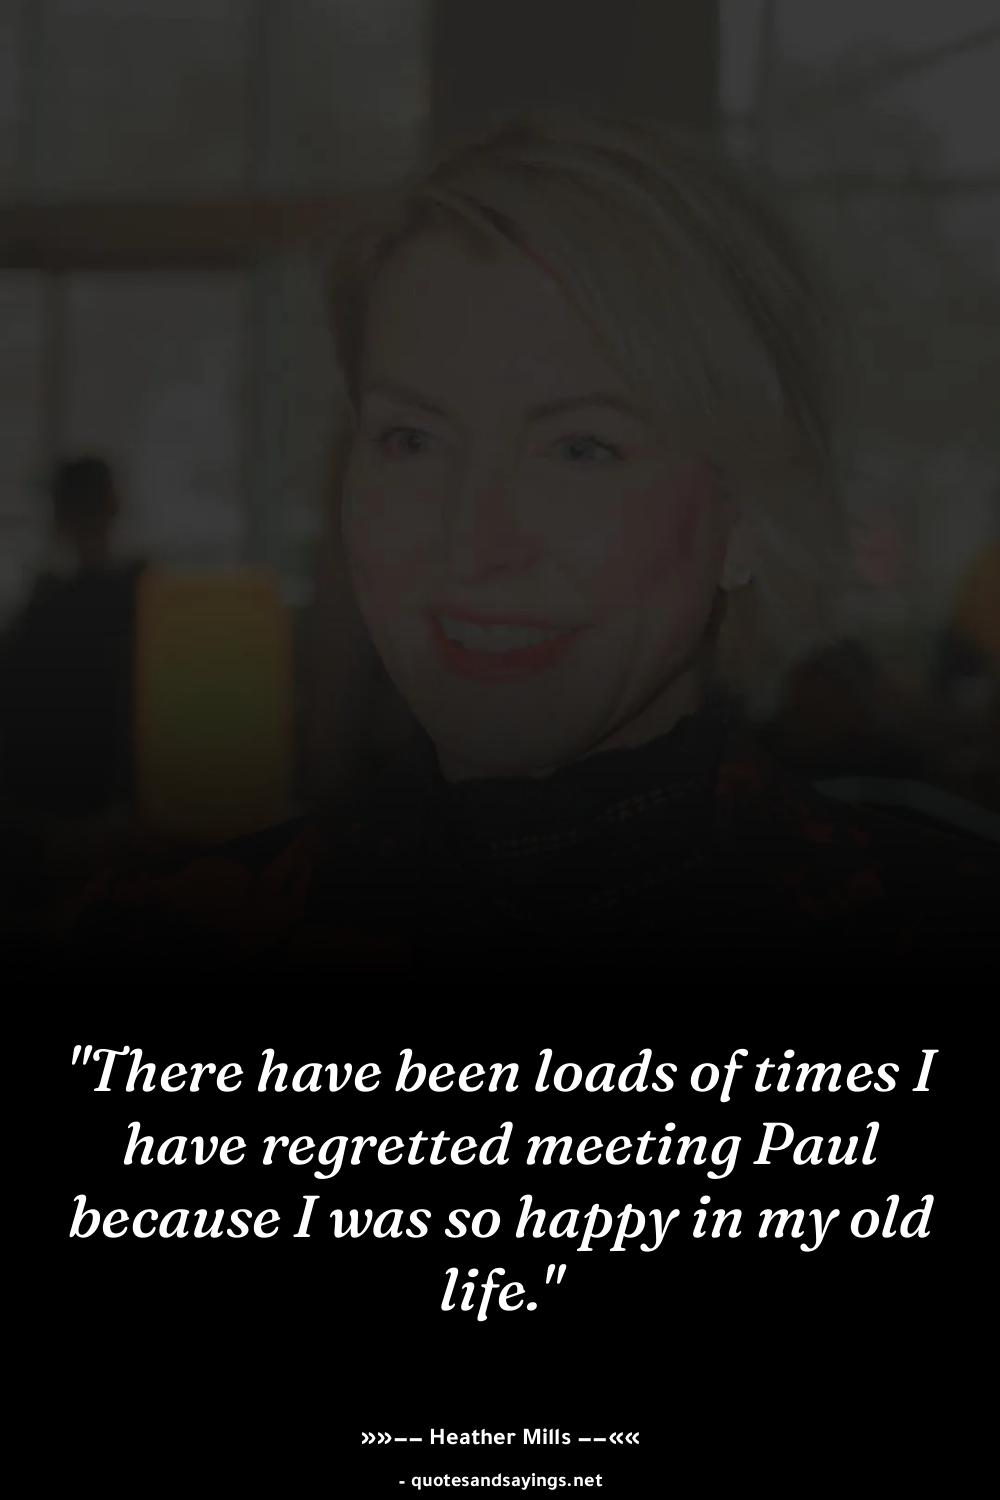 "There have been loads of times I
have regretted meeting Paul
because I was so happy in my old
life."
»»–– Heather Mills ––««
- quotesandsayings.net